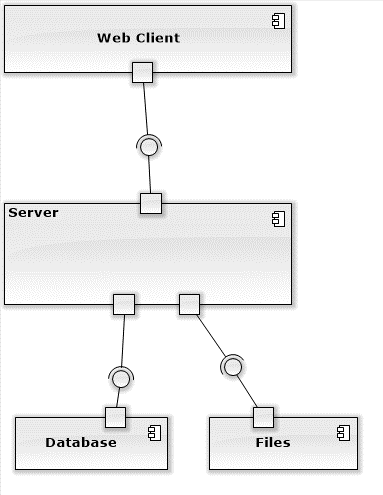 Web Client
Server
Database
Files